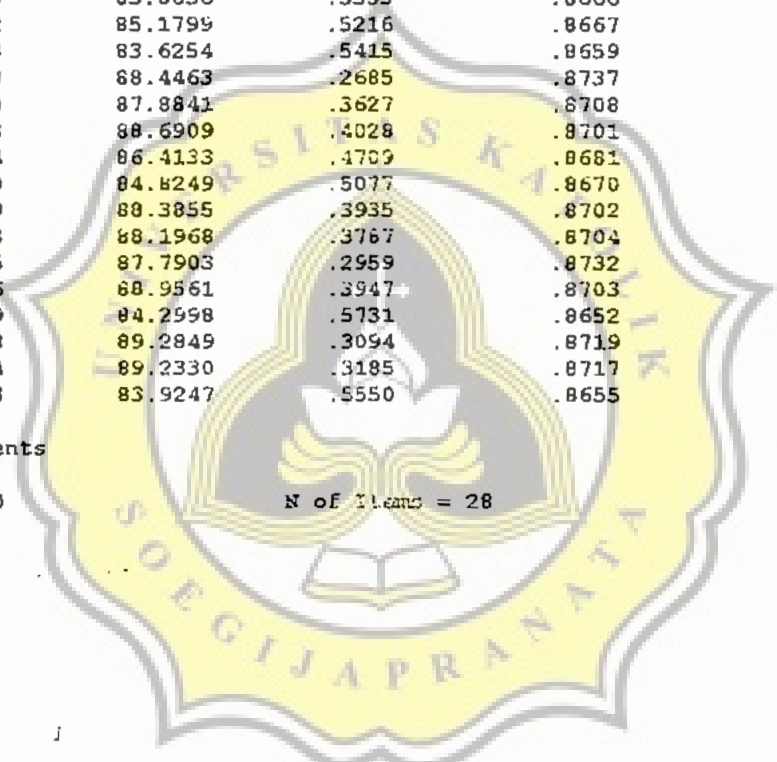 85.1799 .5216 .8667
83.6254 .5415 .8659
88.4463 .2685 .8737
87.8841 .3627 .8708
88.6909 .4028 .8701
86.4133 .4709 .8681
84.8249 .5077 .8670
88.3855 .3935 .8702
88.1968 .3767 .8704
87.7903 .2959 .8732
88.9561 .3947 .8703
84.2998 .5731 .8652
89.2849 .3094 .8719
89.2330 .3185 .8717
83.9247 .5550 .8655
ents
N of Items = 28
UNIVERSITAS KATOLIK
SOEGIJAPRANATA